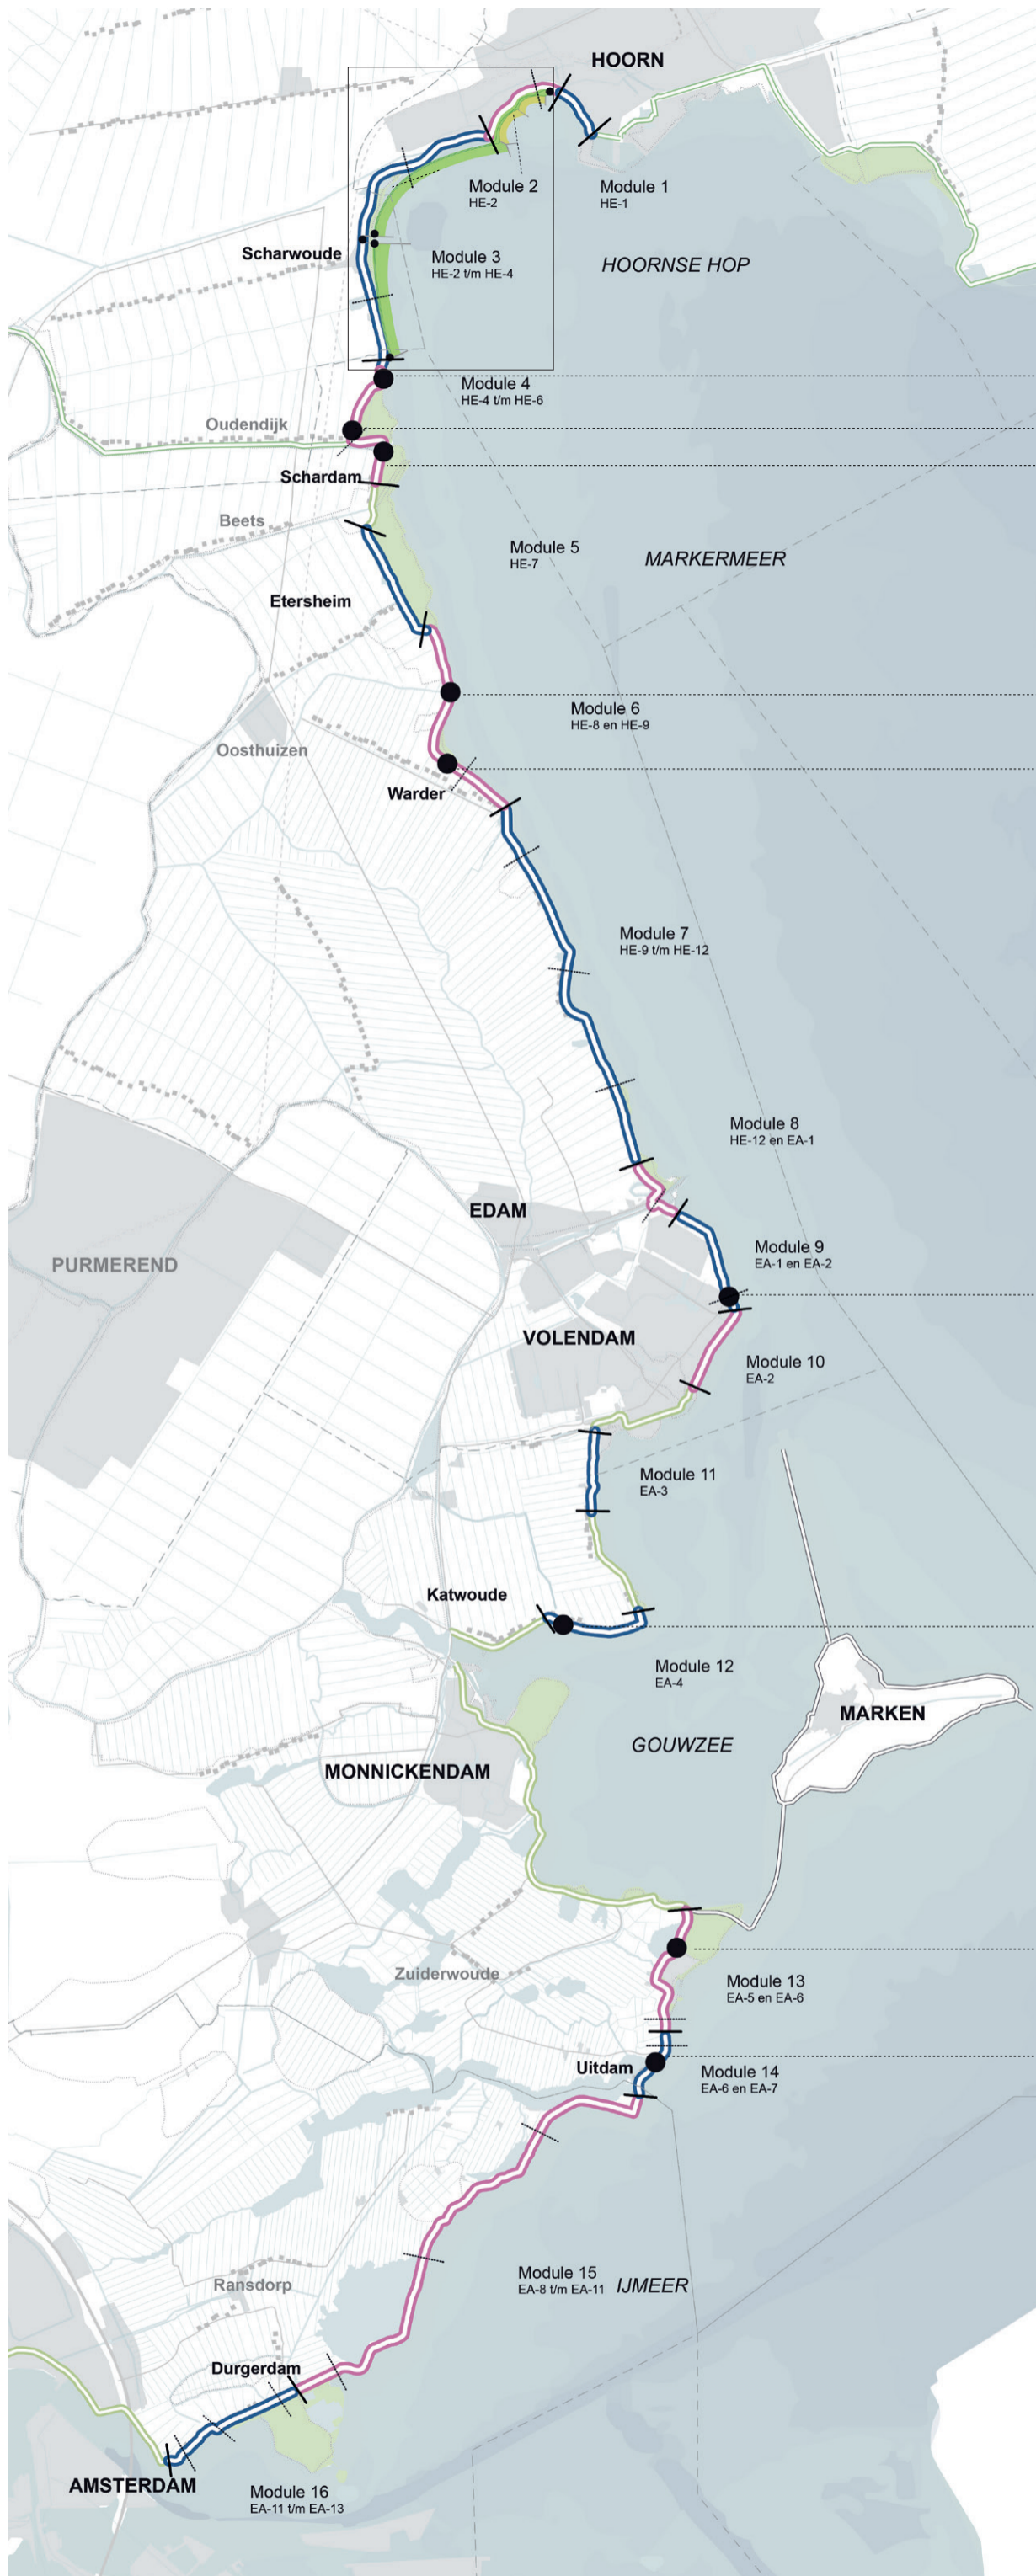 HOORN
Module 2
HE-2
Module 1
HE-1
Scharwoude
Module 3
HE-2 t/m HE-4
HOORNSE HOP
Module 4
HE-4 t/m HE-6
Oudendijk
Schardam
Beets
Module 5
HE-7
MARKERMEER
Etersheim
Module 6
HE-8 en HE-9
Oosthuizen
Warder
Module 7
HE-9 t/m HE-12
Module 8
HE-12 en EA-1
EDAM
PURMEREND
Module 9
EA-1 en EA-2
VOLENDAM
Module 10
EA-2
Module 11
EA-3
Katwoude
Module 12
EA-4
MARKEN
GOUWZEE
MONNICKENDAM
Zuiderwoude
Module 13
EA-5 en EA-6
Uitdam
Module 14
EA-6 en EA-7
Ransdorp
Module 15
EA-8 t/m EA-11
IJMEER
Durgerdam
AMSTERDAM
Module 16
EA-11 t/m EA-13